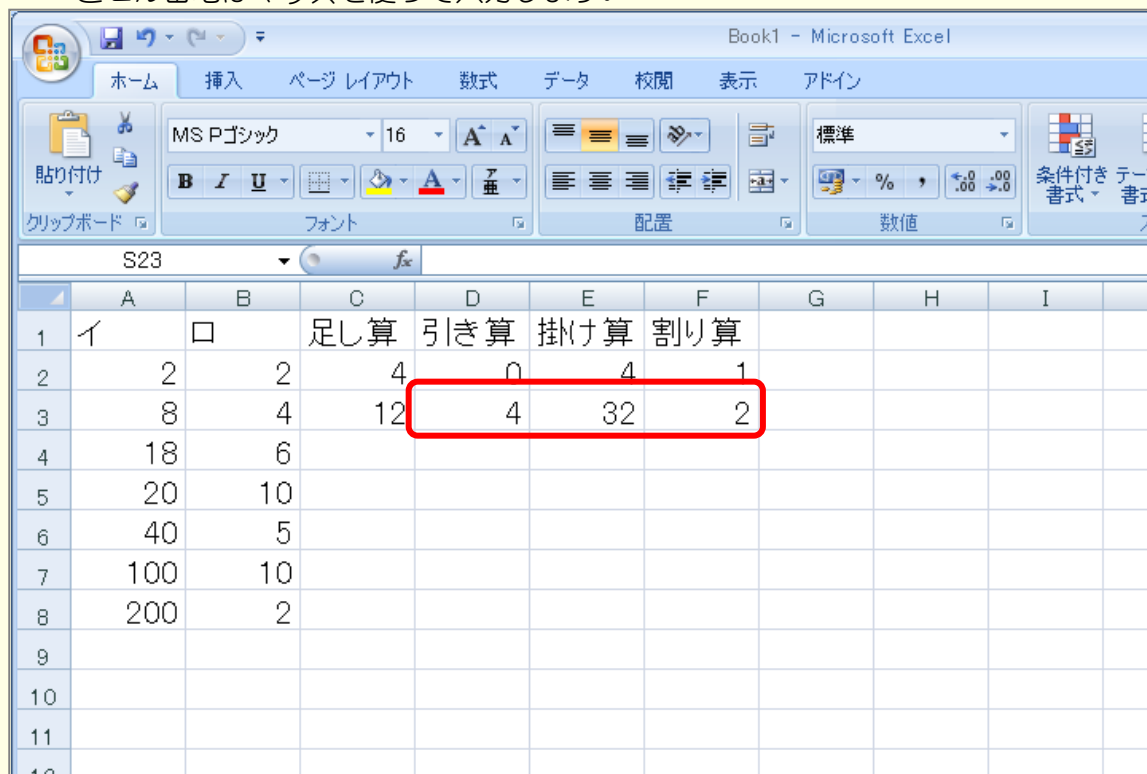 Book1 - Microsoft Excel
ホーム 挿入 ページ レイアウト 数式 データ 校閲 表示 アドイン
MS Pゴシック 16 A A 標準
貼り付け B I U A ア亜 % , .00 条件付き書式
クリップボード フォント 配置 数値
S23 fx
A B C D E F G H I
1 イ ロ 足し算 引き算 掛け算 割り算
2 2 2 4 0 4 1
3 8 4 12 4 32 2
4 18 6
5 20 10
6 40 5
7 100 10
8 200 2
9
10
11